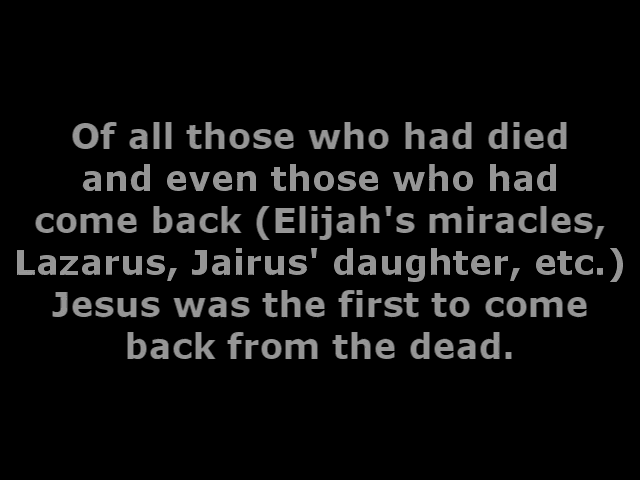 Of all those who had died
and even those who had
come back (Elijah's miracles,
Lazarus, Jairus' daughter, etc.)
Jesus was the first to come
back from the dead.